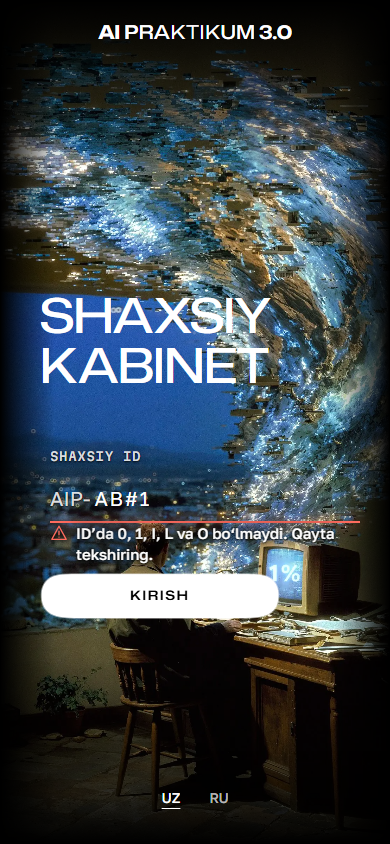 AI PRAKTIKUM 3.0
SHAXSIY
KABINET
SHAXSIY ID
AIP-AB#1
ID’da 0, 1, I, L va O bo‘lmaydi. Qayta
tekshiring.
1%
KIRISH
UZ RU